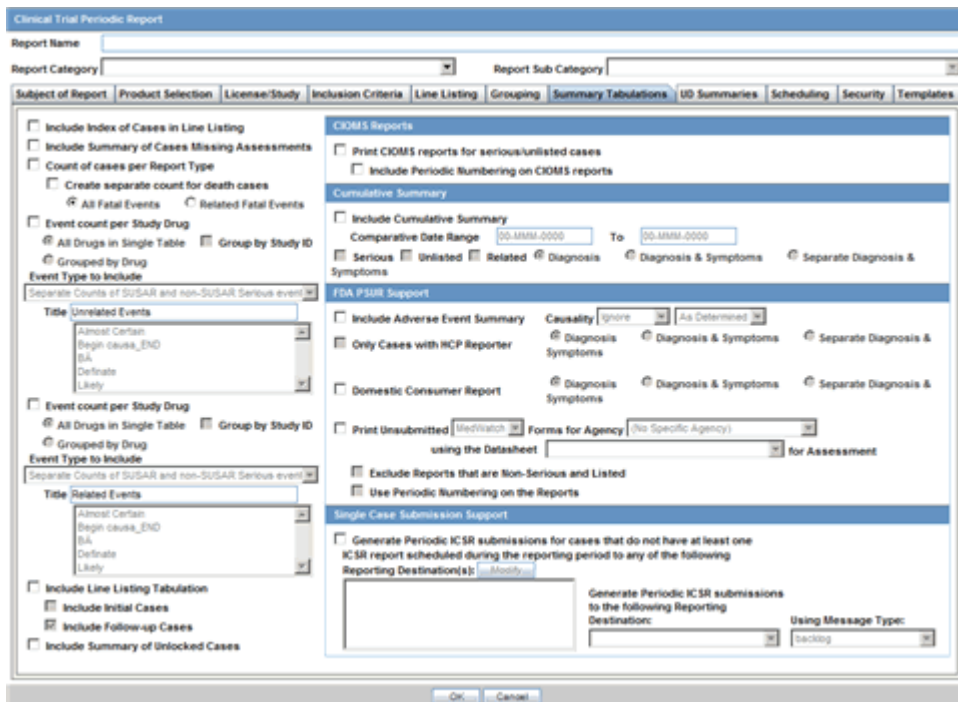 Clinical Trial Periodic Report
Report Name
Report Category Report Sub Category
Subject of Report Product Selection License/Study Inclusion Criteria Line Listing Grouping Summary Tabulations UD Summaries Scheduling Security Templates
Include Index of Cases in Line Listing
Include Summary of Cases Missing Assessments
Count of cases per Report Type
Create separate count for death cases
All Fatal Events Related Fatal Events
Event count per Study Drug
All Drugs in Single Table Group by Study ID
Grouped by Drug
Event Type to Include
Separate Counts of SUSAR and non-SUSAR Serious event
Title Unrelated Events
Almost Certain
Begin causa_END
BA
Definate
Likely
Event count per Study Drug
All Drugs in Single Table Group by Study ID
Grouped by Drug
Event Type to Include
Separate Counts of SUSAR and non-SUSAR Serious event
Title Related Events
Almost Certain
Begin causa_END
BA
Definate
Likely
Include Line Listing Tabulation
Include Initial Cases
Include Follow-up Cases
Include Summary of Unlocked Cases
CIOMS Reports
Print CIOMS reports for serious/unlisted cases
Include Periodic Numbering on CIOMS reports
Cumulative Summary
Include Cumulative Summary
Comparative Date Range 00-MMM-0000 To 00-MMM-0000
Serious Unlisted Related Diagnosis Diagnosis & Symptoms Separate Diagnosis &
Symptoms
FDA PSUR Support
Include Adverse Event Summary Causality Ignore As Determined
Only Cases with HCP Reporter Diagnosis Diagnosis & Symptoms Separate Diagnosis &
Symptoms
Domestic Consumer Report Diagnosis Diagnosis & Symptoms Separate Diagnosis &
Symptoms
Print Unsubmitted MedWatch Forms for Agency (No Specific Agency)
using the Datasheet for Assessment
Exclude Reports that are Non-Serious and Listed
Use Periodic Numbering on the Reports
Single Case Submission Support
Generate Periodic ICSR submissions for cases that do not have at least one
ICSR report scheduled during the reporting period to any of the following
Reporting Destination(s): Modify
Generate Periodic ICSR submissions
to the following Reporting
Destination: Using Message Type:
backlog
OK Cancel